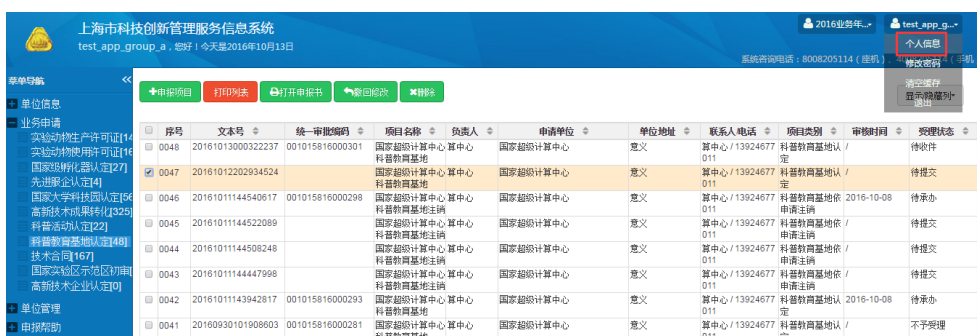 上海市科技创新管理服务信息系统
2016业务年...
test_app_g...
test_app_group_a，您好！今天是2016年10月13日
个人信息
系统咨询电话：8008205114（座机）、
（手机
修改密码
菜单导航
清空缓存
显示/隐藏列
退出
申报项目 打印列表 打开申报书 撤回修改 删除
单位信息
业务申请
实验动物生产许可证[14
实验动物使用许可证[16
国家级孵化器认定[27]
先进服企认定[4]
国家大学科技园认定[56
高新技术成果转化[325]
科普活动认定[22]
科普教育基地认定[48]
技术合同[167]
国家实验区示范区初审[
高新技术企业认定[0]
单位管理
申报帮助
序号 文本号 统一审批编码 项目名称 负责人 申请单位 单位地址 联系人电话 项目类别 审核时间 受理状态
0048 20161013000322237 001015816000301 国家超级计算中心 算中心 国家超级计算中心 意义 算中心 / 13924677 科普教育基地认 / 待收件
科普教育基地 011 定
0047 20161012202934524 国家超级计算中心 算中心 国家超级计算中心 意义 算中心 / 13924677 科普教育基地认 / 待提交
科普教育基地 011 定
0046 20161011144540617 001015816000298 国家超级计算中心 算中心 国家超级计算中心 意义 算中心 / 13924677 科普教育基地依 2016-10-08 待承办
科普教育基地注销 011 申请注销
0045 20161011144522089 国家超级计算中心 算中心 国家超级计算中心 意义 算中心 / 13924677 科普教育基地依 / 待提交
科普教育基地注销 011 申请注销
0044 20161011144508248 国家超级计算中心 算中心 国家超级计算中心 意义 算中心 / 13924677 科普教育基地依 / 待提交
科普教育基地注销 011 申请注销
0043 20161011144447998 国家超级计算中心 算中心 国家超级计算中心 意义 算中心 / 13924677 科普教育基地依 / 待提交
科普教育基地注销 011 申请注销
0042 20161011143942817 001015816000293 国家超级计算中心 算中心 国家超级计算中心 意义 算中心 / 13924677 科普教育基地认 2016-10-08 待承办
科普教育基地 011 定
0041 20160930101908603 001015816000281 国家超级计算中心 算中心 国家超级计算中心 意义 算中心 / 13924677 科普教育基地认 / 不予受理
科普教育基地 011 定